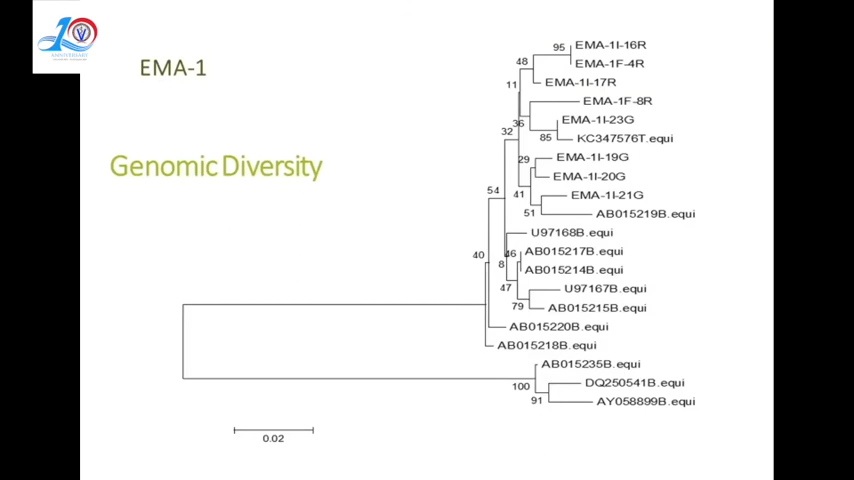 10
ANNIVERSARY
EMA-1
Genomic Diversity
95
EMA-1I-16R
EMA-1F-4R
48
EMA-1I-17R
11
EMA-1F-8R
36
EMA-1I-23G
32
85
KC347576T.equi
29
EMA-1I-19G
EMA-1I-20G
54
41
EMA-1I-21G
51
AB015219B.equi
U97168B.equi
40
46
AB015217B.equi
8
AB015214B.equi
47
U97167B.equi
79
AB015215B.equi
AB015220B.equi
AB015218B.equi
AB015235B.equi
100
DQ250541B.equi
91
AY058899B.equi
0.02